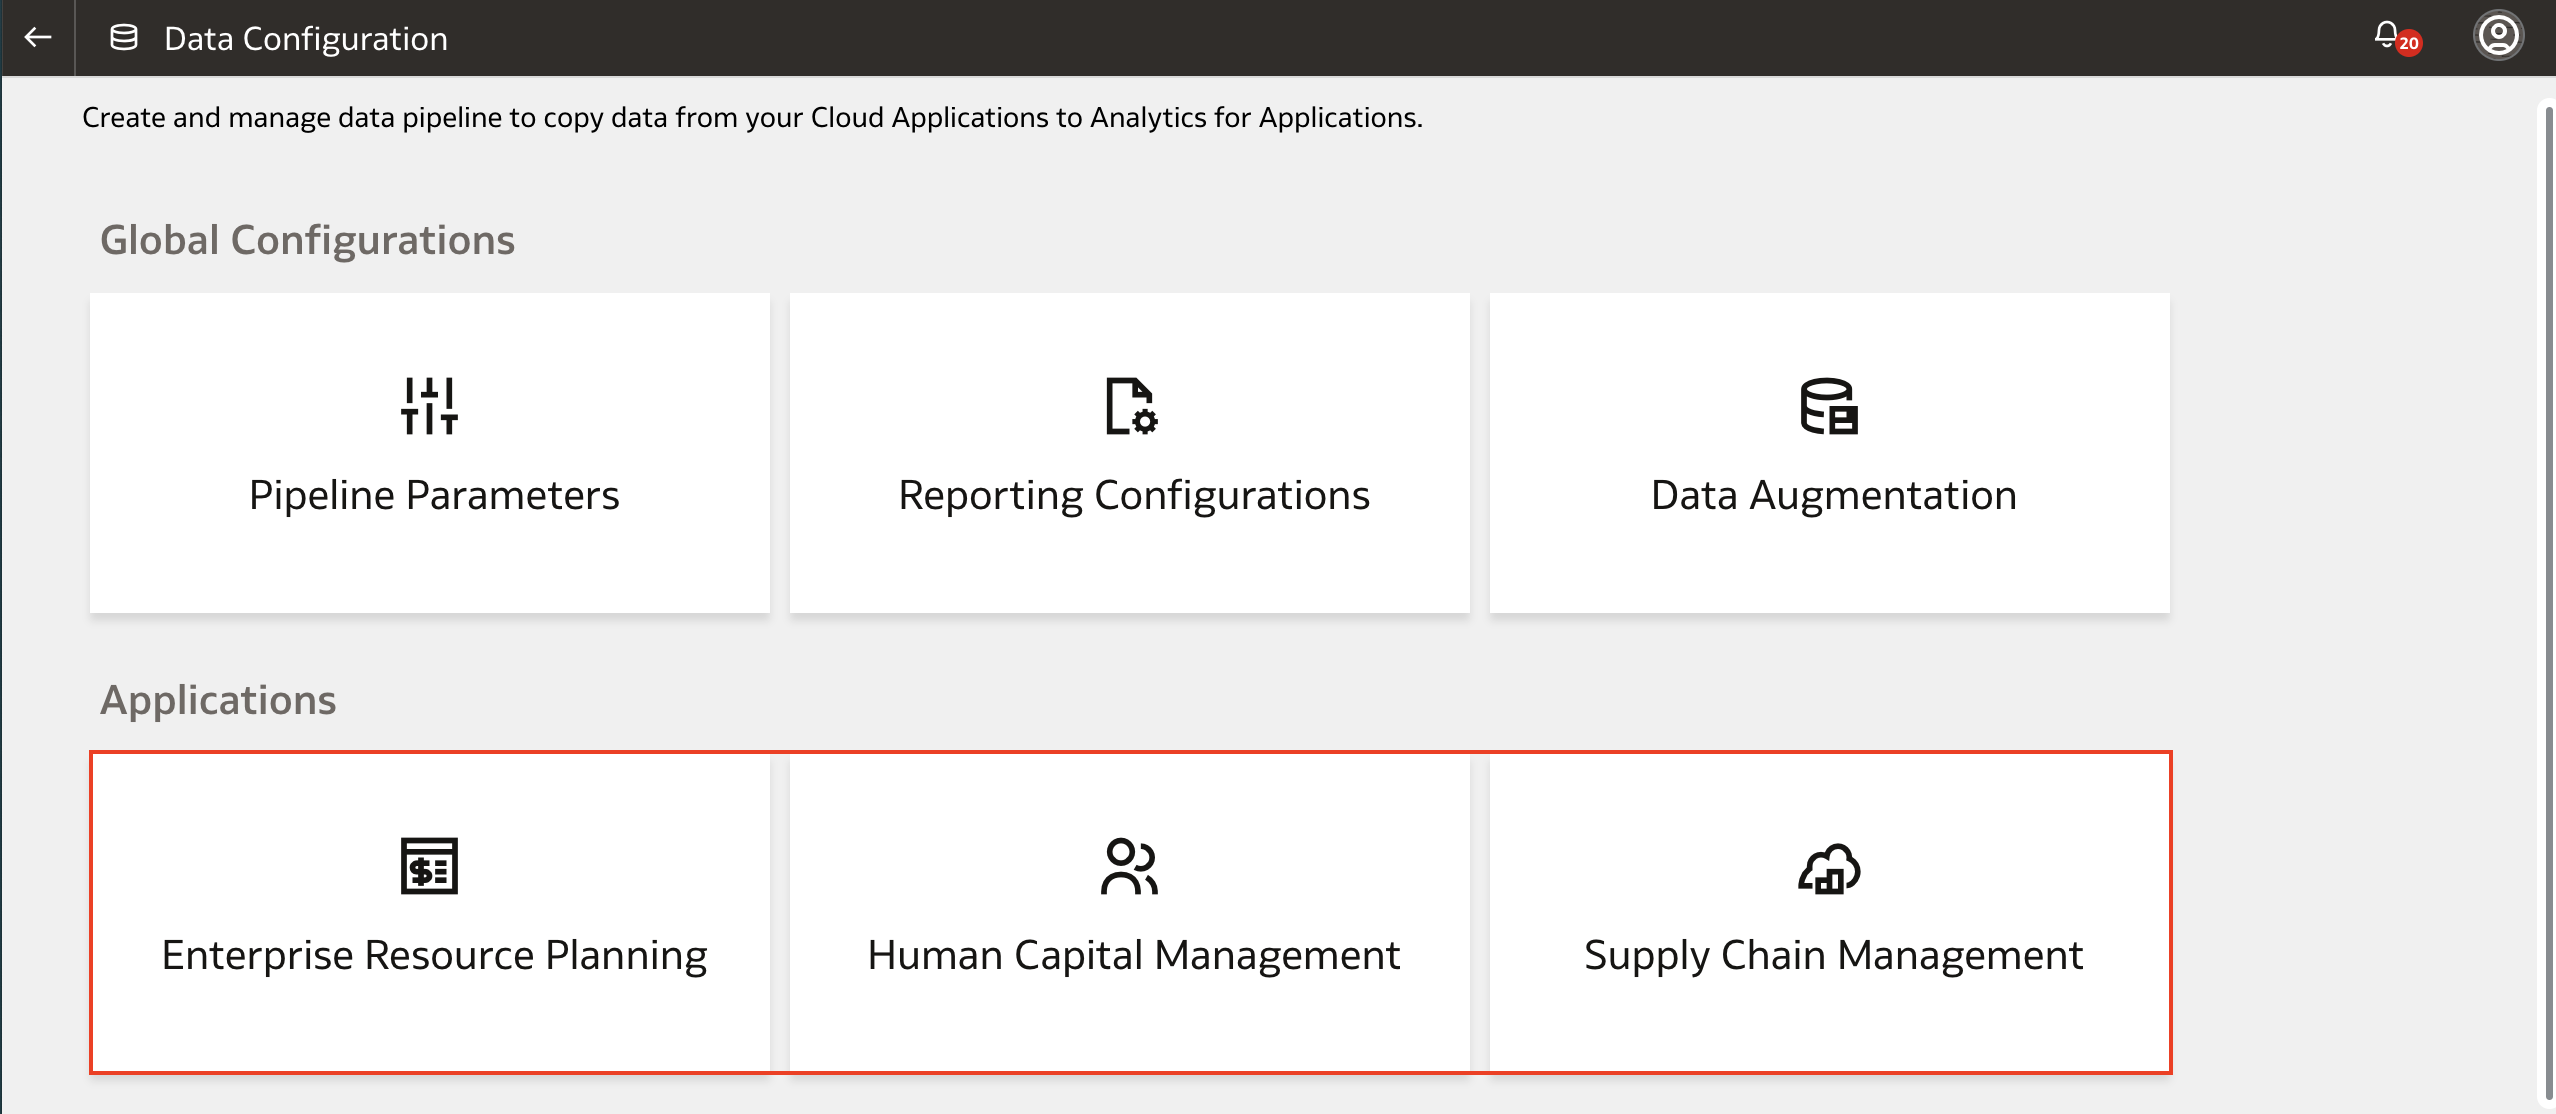 Data Configuration
20
Create and manage data pipeline to copy data from your Cloud Applications to Analytics for Applications.
Global Configurations
Pipeline Parameters
Reporting Configurations
Data Augmentation
Applications
$
Enterprise Resource Planning
Human Capital Management
Supply Chain Management